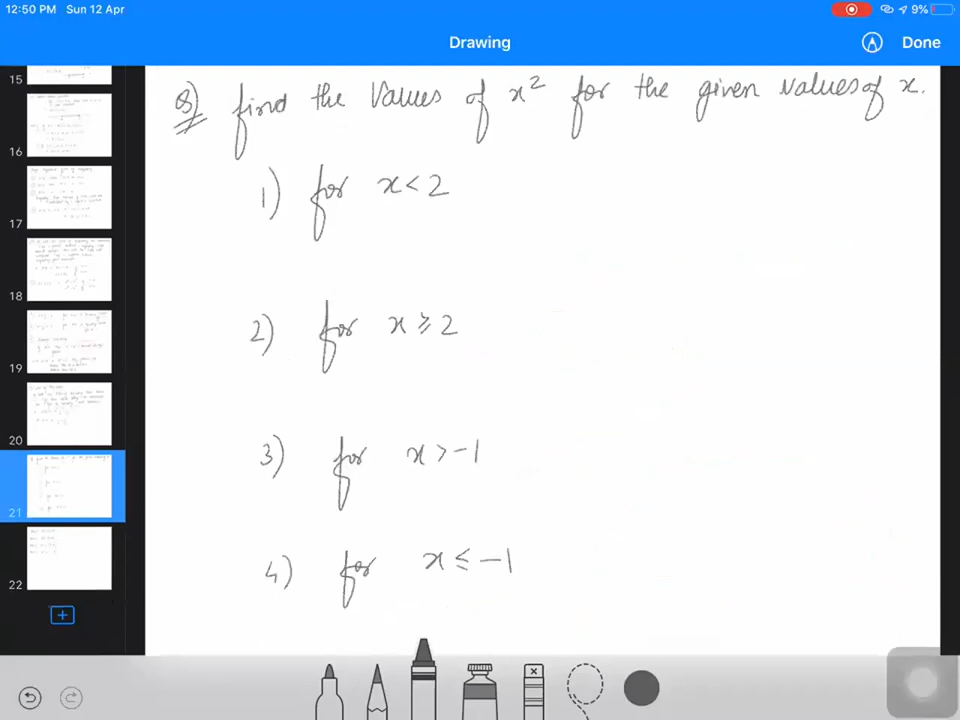 12:50 PM Sun 12 Apr
9%
Drawing
Done
15
16
17
18
19
20
21
22
Q) find the values of x² for the given values of x.
1) for x < 2
2) for x ≥ 2
3) for x > -1
4) for x ≤ -1